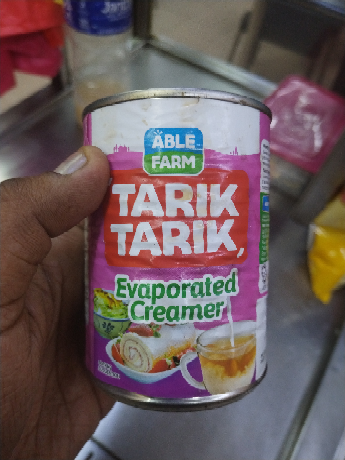 ABLE
FARM
TARIK
TARIK,
Evaporated
Creamer